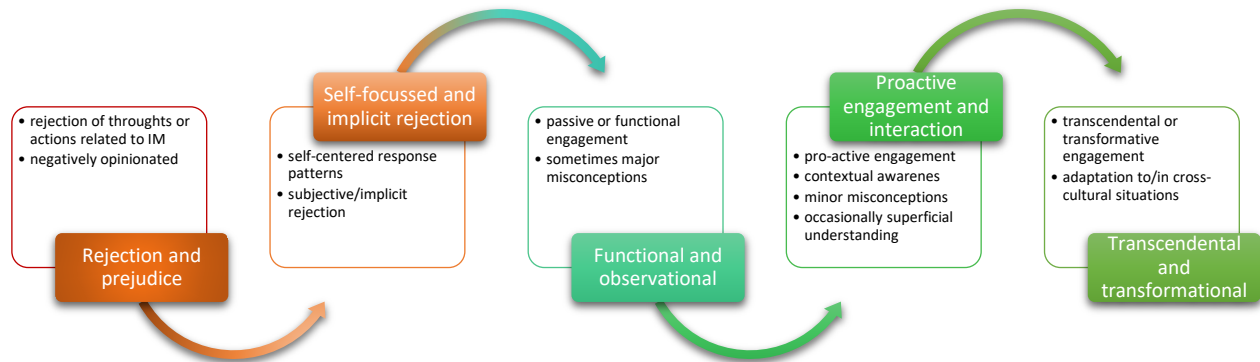 • rejection of throughts or
actions related to IM
• negatively opinionated
Rejection and
prejudice
Self-focussed and
implicit rejection
• self-centered response
patterns
• subjective/implicit
rejection
• passive or functional
engagement
• sometimes major
misconceptions
Functional and
observational
Proactive
engagement and
interaction
• pro-active engagement
• contextual awarenes
• minor misconceptions
• occasionally superficial
understanding
• transcendental or
transformative
engagement
• adaptation to/in cross-
cultural situations
Transcendental
and
transformational